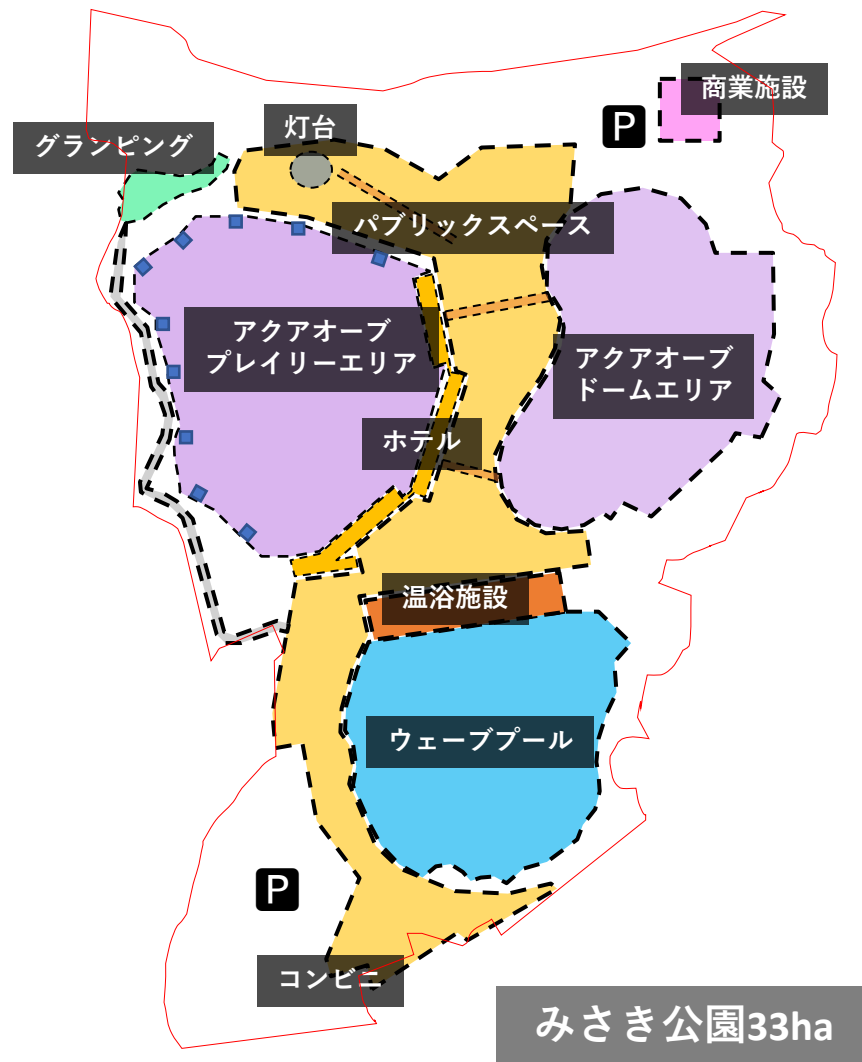 商業施設
P
灯台
グランピング
パブリックスペース
アクアオーブ
プレイリーエリア
アクアオーブ
ドームエリア
ホテル
温浴施設
ウェーブプール
P
コンビニ
みさき公園33ha